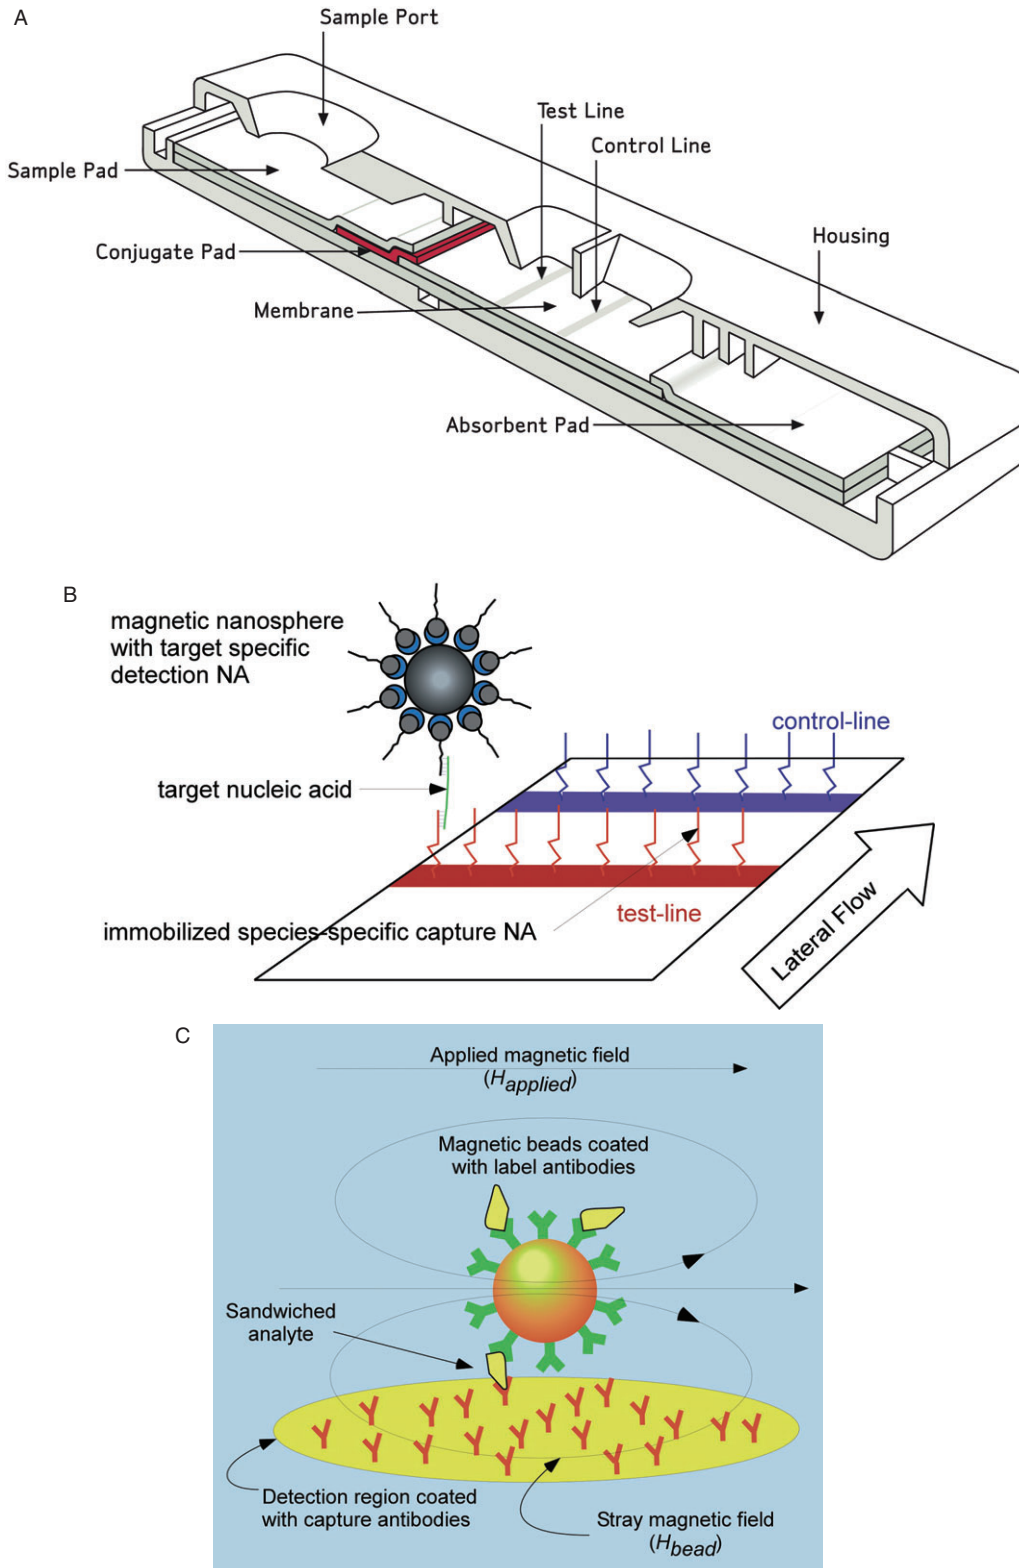 A
Sample Port
Test Line
Control Line
Sample Pad
Housing
Conjugate Pad
Membrane
Absorbent Pad
B
magnetic nanosphere
with target specific
detection NA
control-line
target nucleic acid
test-line
immobilized species-specific capture NA
Lateral Flow
C
Applied magnetic field
(Happlied)
Magnetic beads coated
with label antibodies
Sandwiched
analyte
Detection region coated
with capture antibodies
Stray magnetic field
(Hbead)